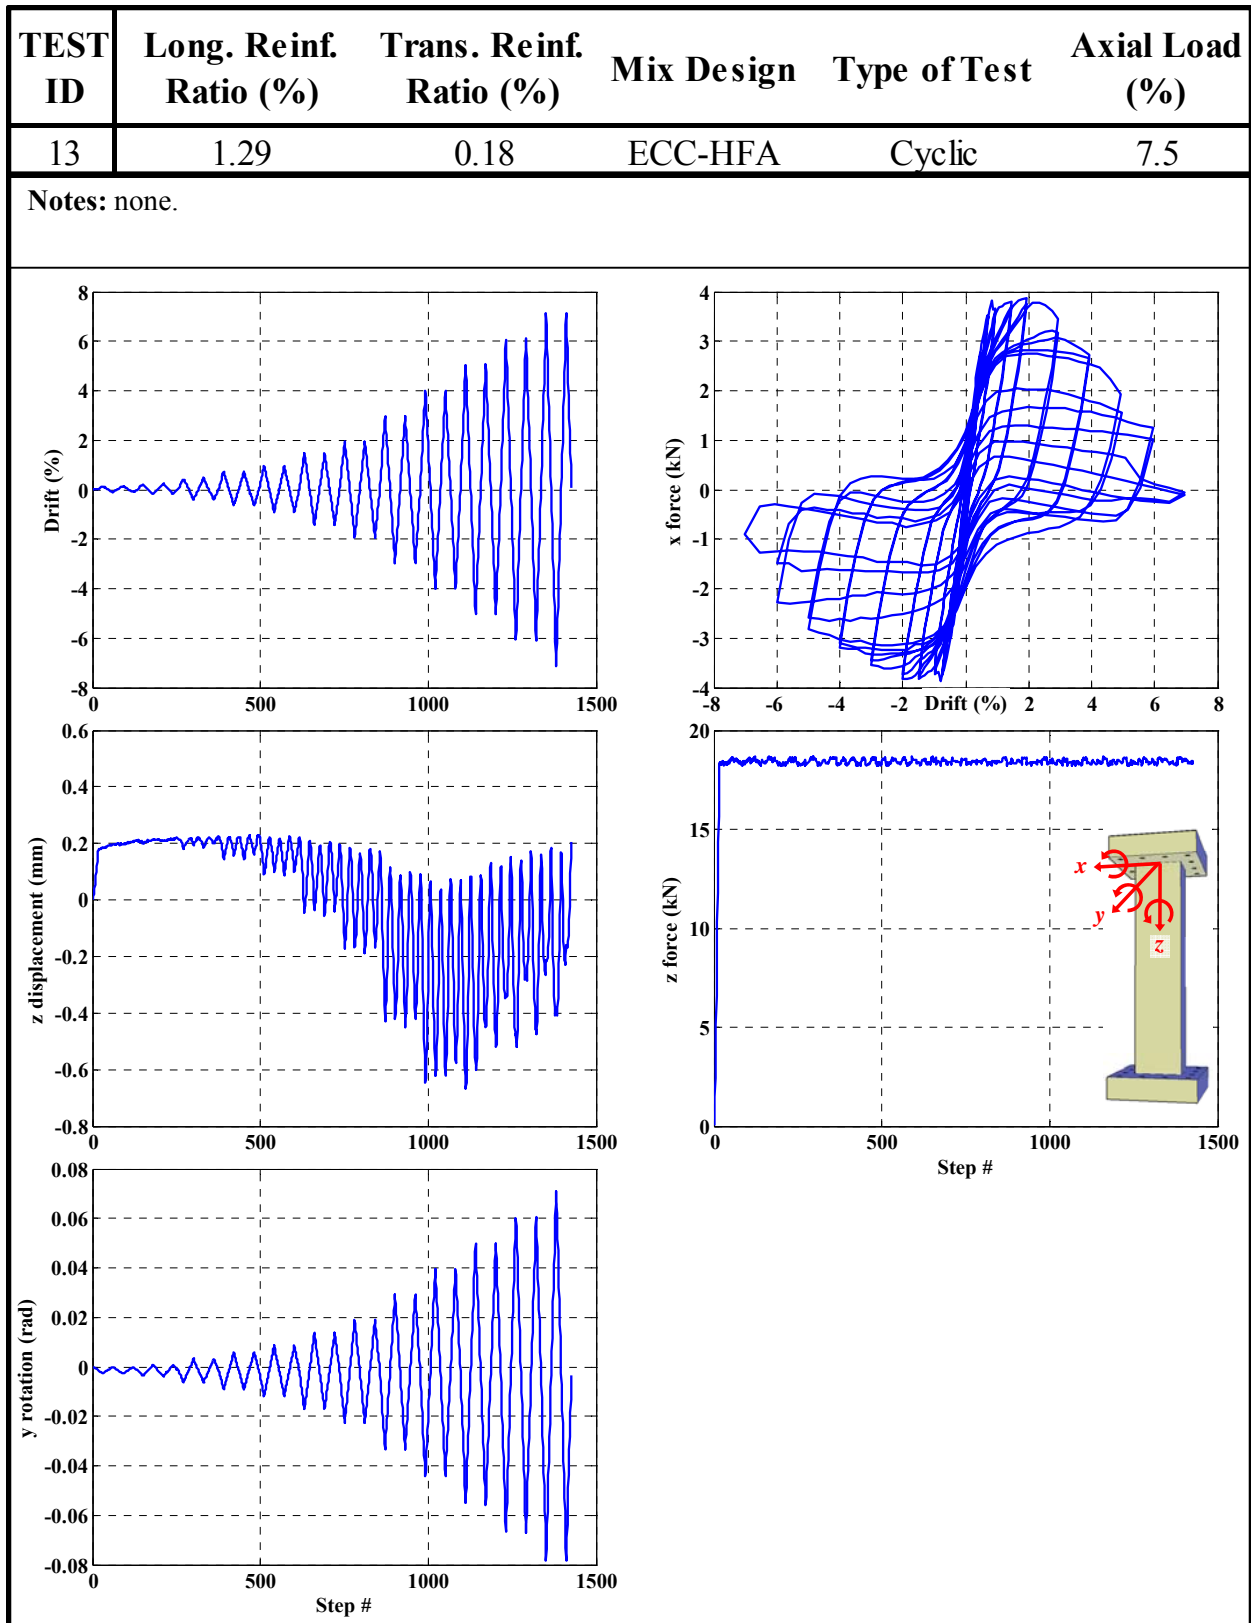 TEST ID Long. Reinf. Ratio (%) Trans. Reinf. Ratio (%) Mix Design Type of Test Axial Load (%)
13 1.29 0.18 ECC-HFA Cyclic 7.5
Notes: none.
8
6
4
2
0
-2
-4
-6
-8
Drift (%)
0 500 1000 1500
4
3
2
1
0
-1
-2
-3
-4
x force (kN)
-8 -6 -4 -2 Drift (%) 2 4 6 8
0.6
0.4
0.2
0
-0.2
-0.4
-0.6
-0.8
z displacement (mm)
0 500 1000 1500
20
15
10
5
0
z force (kN)
x
y
z
0 500 1000 1500
Step #
0.08
0.06
0.04
0.02
0
-0.02
-0.04
-0.06
-0.08
y rotation (rad)
0 500 1000 1500
Step #